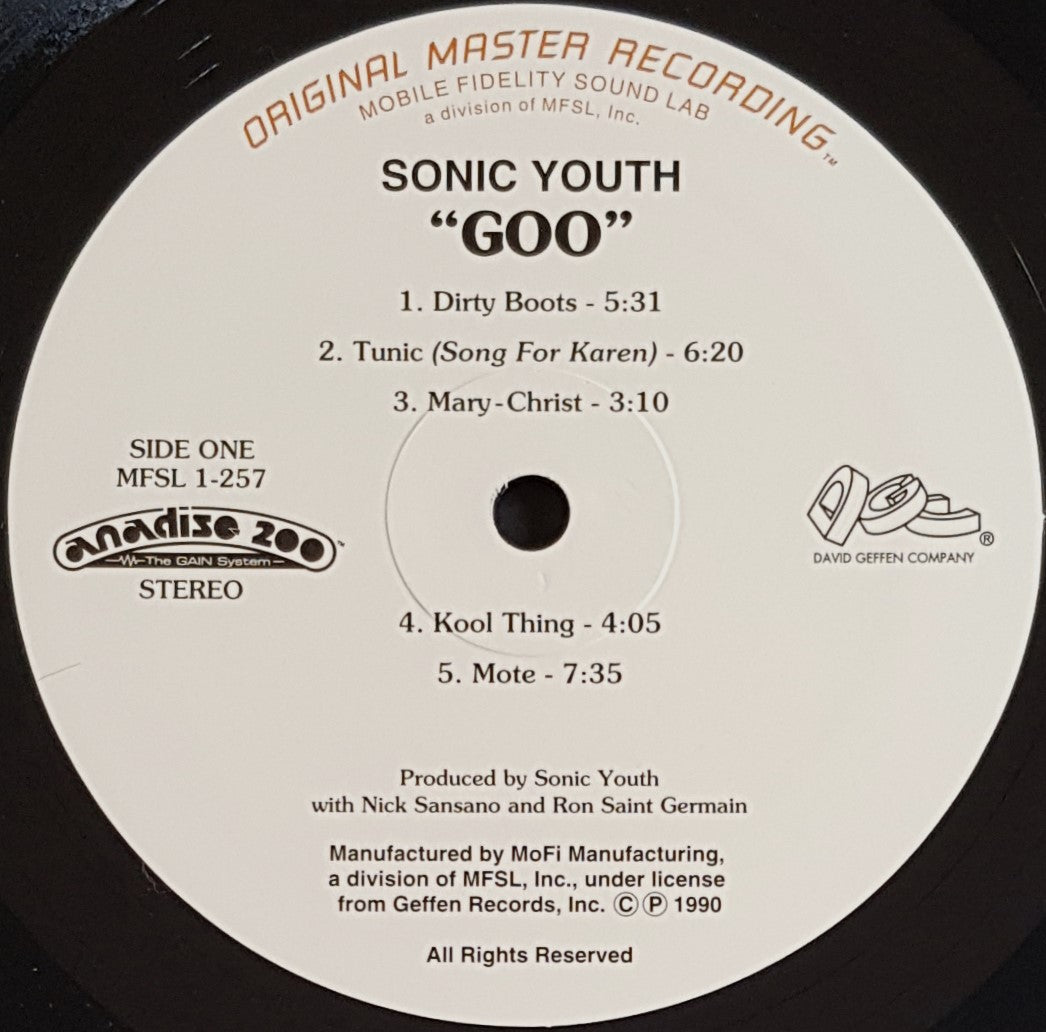 ORIGINAL MASTER RECORDING™
MOBILE FIDELITY SOUND LAB
a division of MFSL, Inc.
SONIC YOUTH
“GOO”
1. Dirty Boots - 5:31
2. Tunic (Song For Karen) - 6:20
3. Mary-Christ - 3:10
SIDE ONE
MFSL 1-257
anadisq 200™
The GAIN System
STEREO
DGC®
DAVID GEFFEN COMPANY
4. Kool Thing - 4:05
5. Mote - 7:35
Produced by Sonic Youth
with Nick Sansano and Ron Saint Germain
Manufactured by MoFi Manufacturing,
a division of MFSL, Inc., under license
from Geffen Records, Inc. Ⓒ Ⓟ 1990
All Rights Reserved